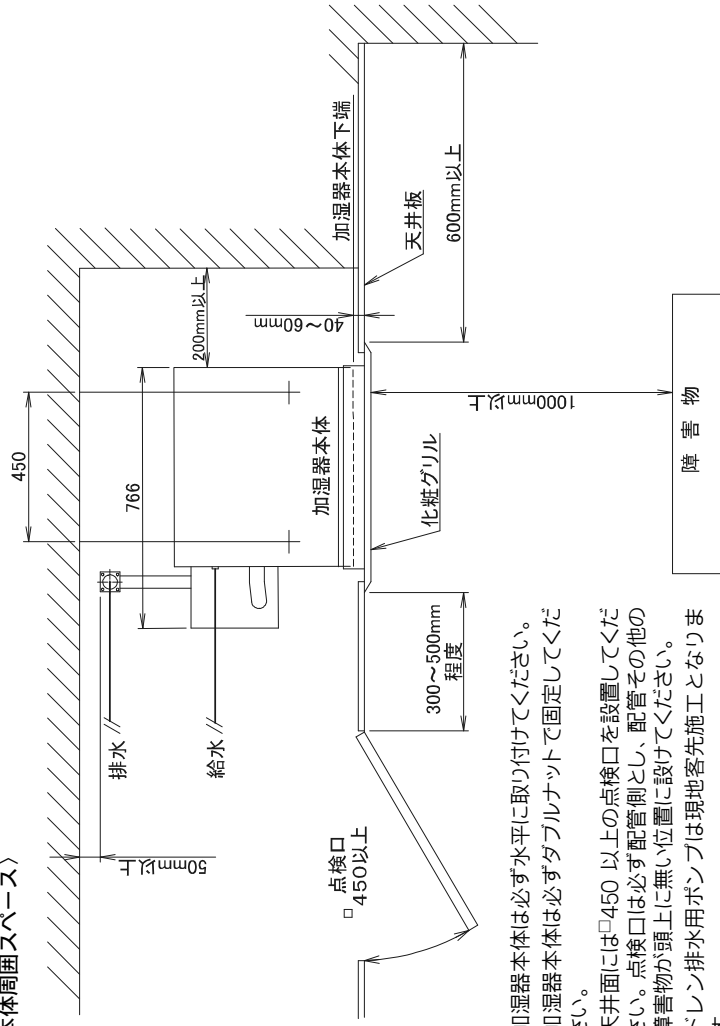 体周囲スペース〉
450
766
200mm以上
40～60mm
加湿器本体下端
天井板
600mm以上
50mm以上
排水
給水
加湿器本体
化粧グリル
1000mm以上
障 害 物
300～500mm
程度
点検口
□450以上
加湿器本体は必ず水平に取り付けてください。
加湿器本体は必ずダブルナットで固定してくだ
さい。
天井面には□450 以上の点検口を設置してくだ
さい。点検口は必ず配管側とし、配管その他の
障害物が頭上に無い位置に設けてください。
ドレン排水用ポンプは現地客先施工となりま